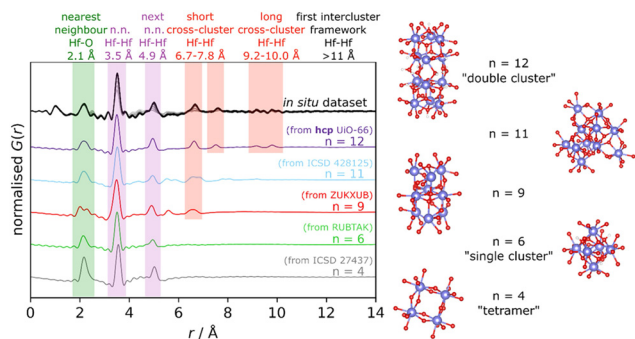 nearest
neighbour
Hf-O
2.1 Å
n.n.
Hf-Hf
3.5 Å
next
n.n.
Hf-Hf
4.9 Å
short
cross-cluster
Hf-Hf
6.7-7.8 Å
long
cross-cluster
Hf-Hf
9.2-10.0 Å
first intercluster
framework
Hf-Hf
>11 Å
in situ dataset
(from hcp UiO-66)
n = 12
(from ICSD 428125)
n = 11
(from ZUKXUB)
n = 9
(from RUBTAK)
n = 6
(from ICSD 27437)
n = 4
normalised G(r)
0 2 4 6 8 10 12 14
r / Å
n = 12
"double cluster"
n = 11
n = 9
n = 6
"single cluster"
n = 4
"tetramer"